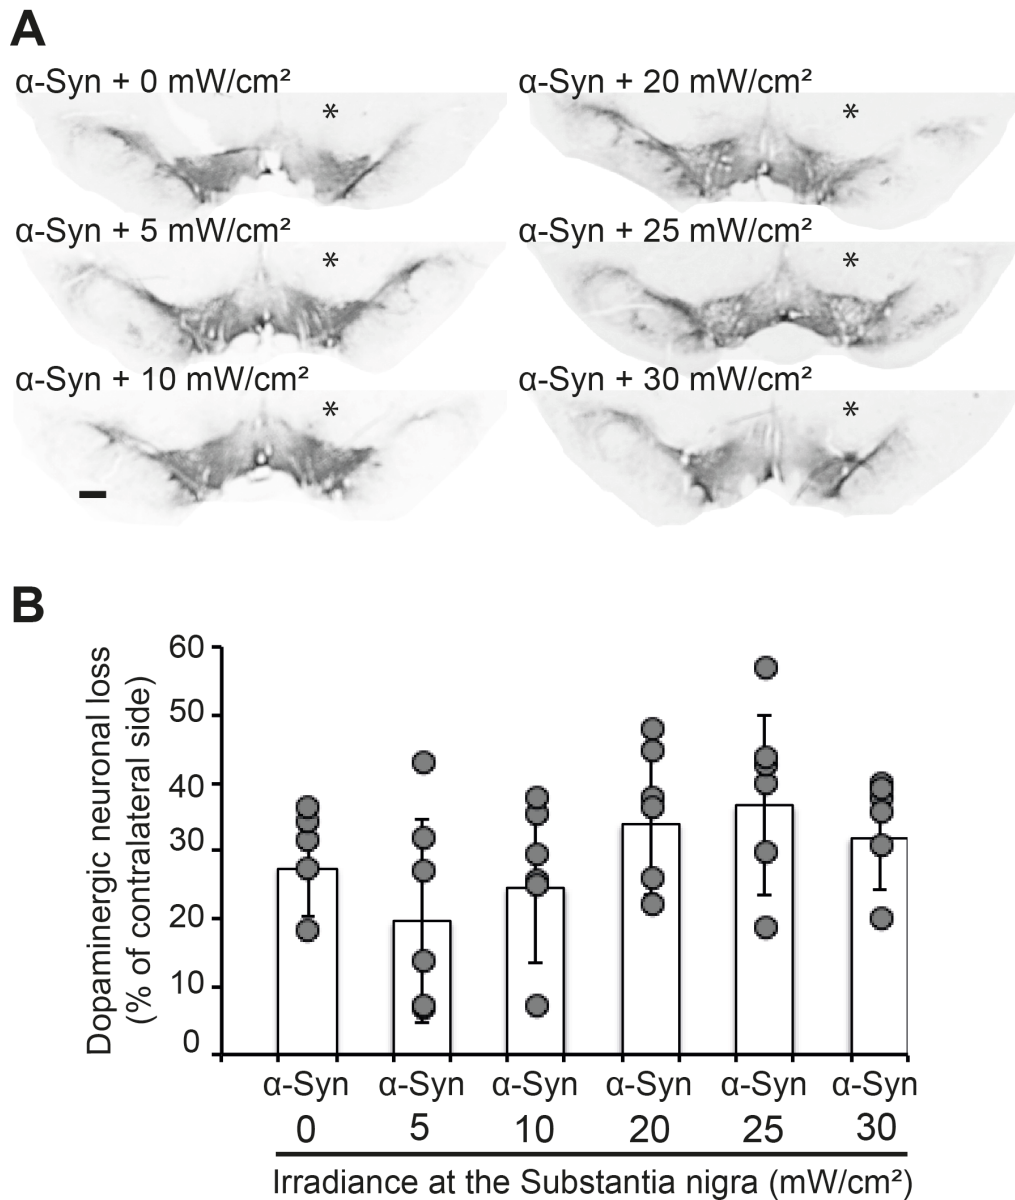 A
α-Syn + 0 mW/cm²
*
α-Syn + 20 mW/cm²
*
α-Syn + 5 mW/cm²
*
α-Syn + 25 mW/cm²
*
α-Syn + 10 mW/cm²
*
α-Syn + 30 mW/cm²
*
B
Dopaminergic neuronal loss
(% of contralateral side)
60
50
40
30
20
10
0
α-Syn α-Syn α-Syn α-Syn α-Syn α-Syn
0 5 10 20 25 30
Irradiance at the Substantia nigra (mW/cm²)